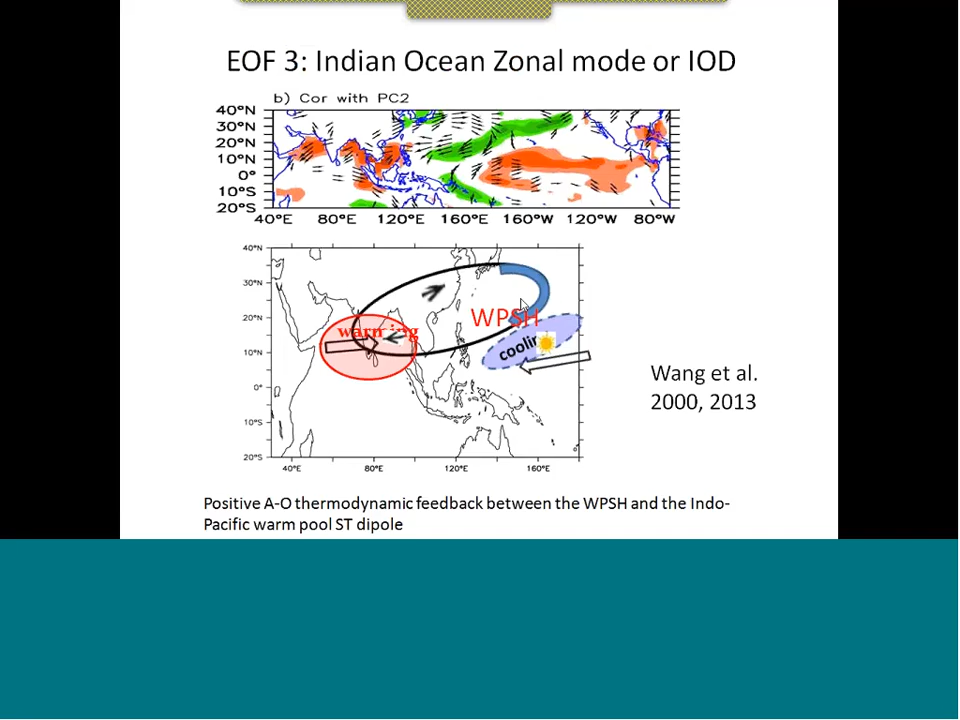 EOF 3: Indian Ocean Zonal mode or IOD
b) Cor with PC2
40°N
30°N
20°N
10°N
0°
10°S
20°S
40°E 80°E 120°E 160°E 160°W 120°W 80°W
40°N
30°N
20°N
10°N
0°
10°S
20°S
WPSH
40°E 80°E 120°E 160°E
Wang et al.
2000, 2013
Positive A-O thermodynamic feedback between the WPSH and the Indo-
Pacific warm pool ST dipole